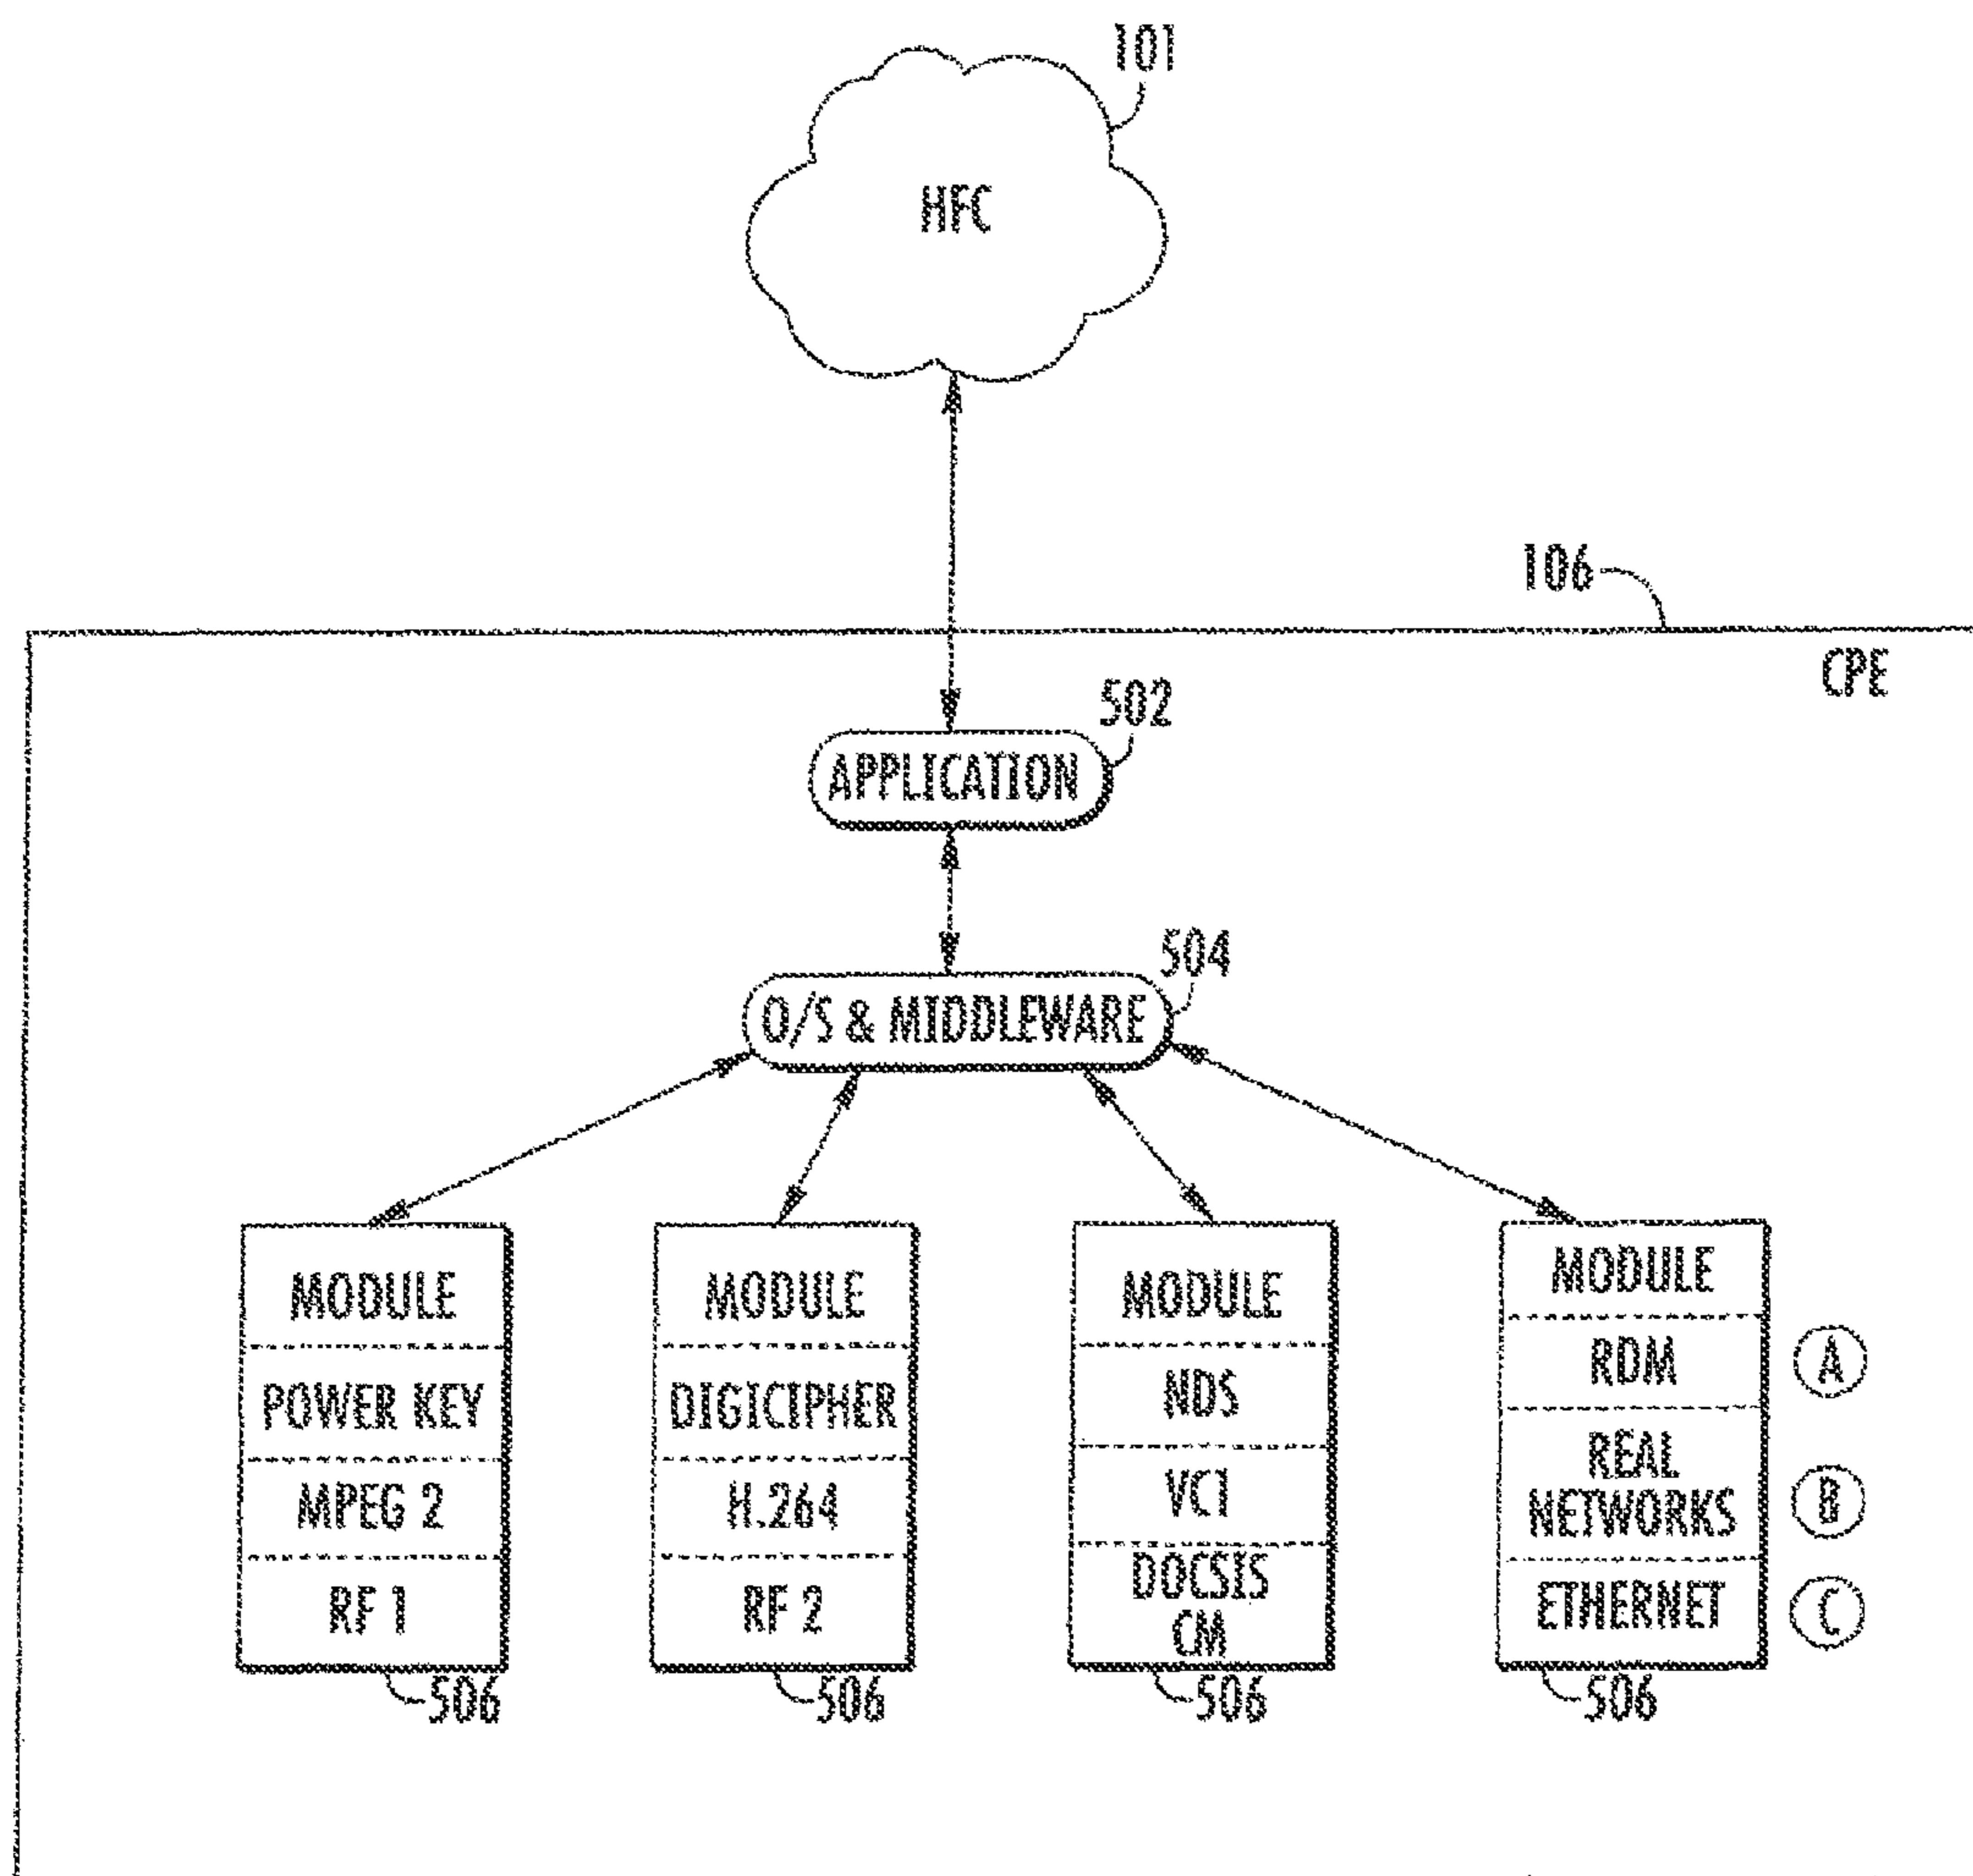 101
HFC
106
CPE
502
APPLICATION
504
O/S & MIDDLEWARE
MODULE
POWER KEY
MPEG 2
RF 1
506
MODULE
DIGICIPHER
H.264
RF 2
506
MODULE
NDS
VC1
DOCSIS
CM
506
MODULE
RDM
REAL
NETWORKS
ETHERNET
506
A
B
C